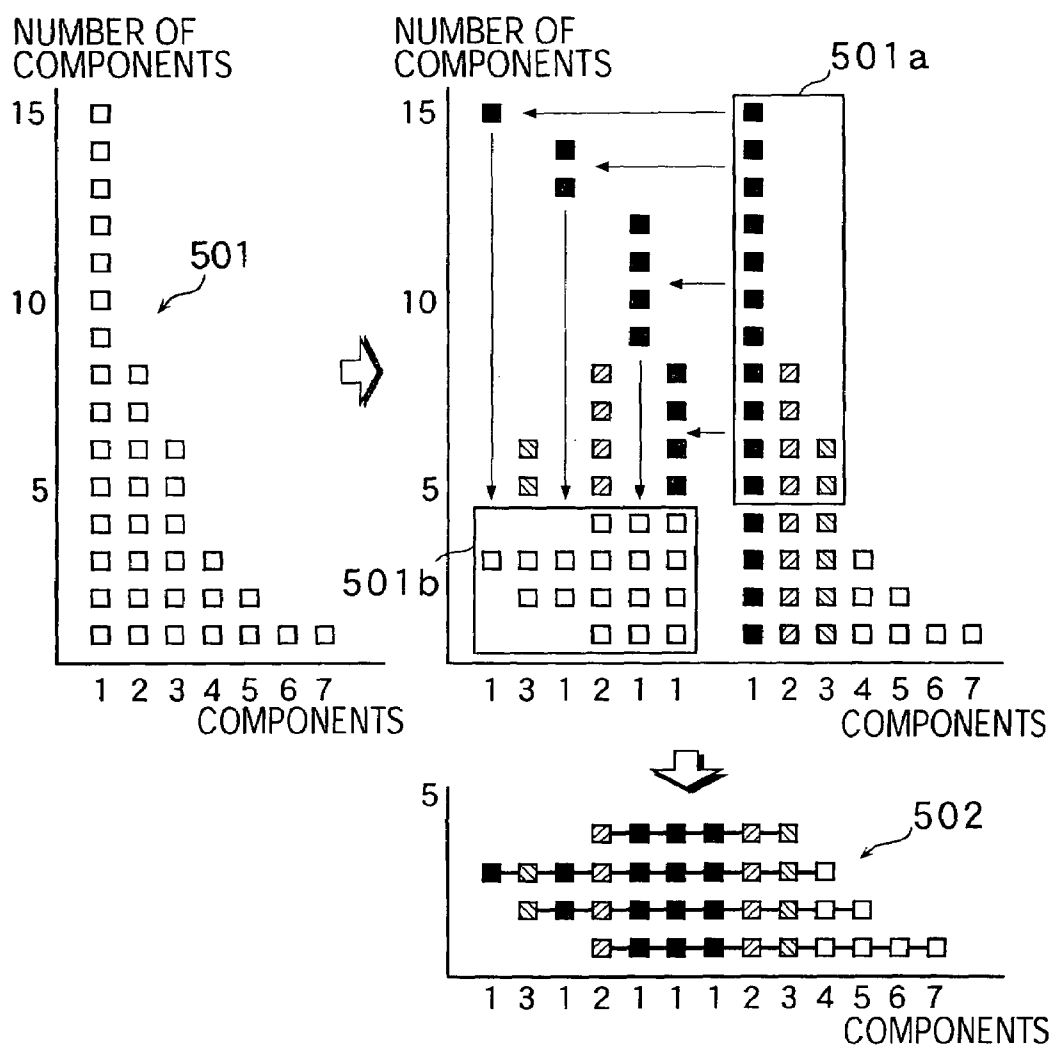 NUMBER OF
COMPONENTS
15
10
5
501
1 2 3 4 5 6 7
COMPONENTS
NUMBER OF
COMPONENTS
501a
15
10
5
501b
1 3 1 2 1 1 1 2 3 4 5 6 7
COMPONENTS
5
502
1 3 1 2 1 1 1 2 3 4 5 6 7
COMPONENTS